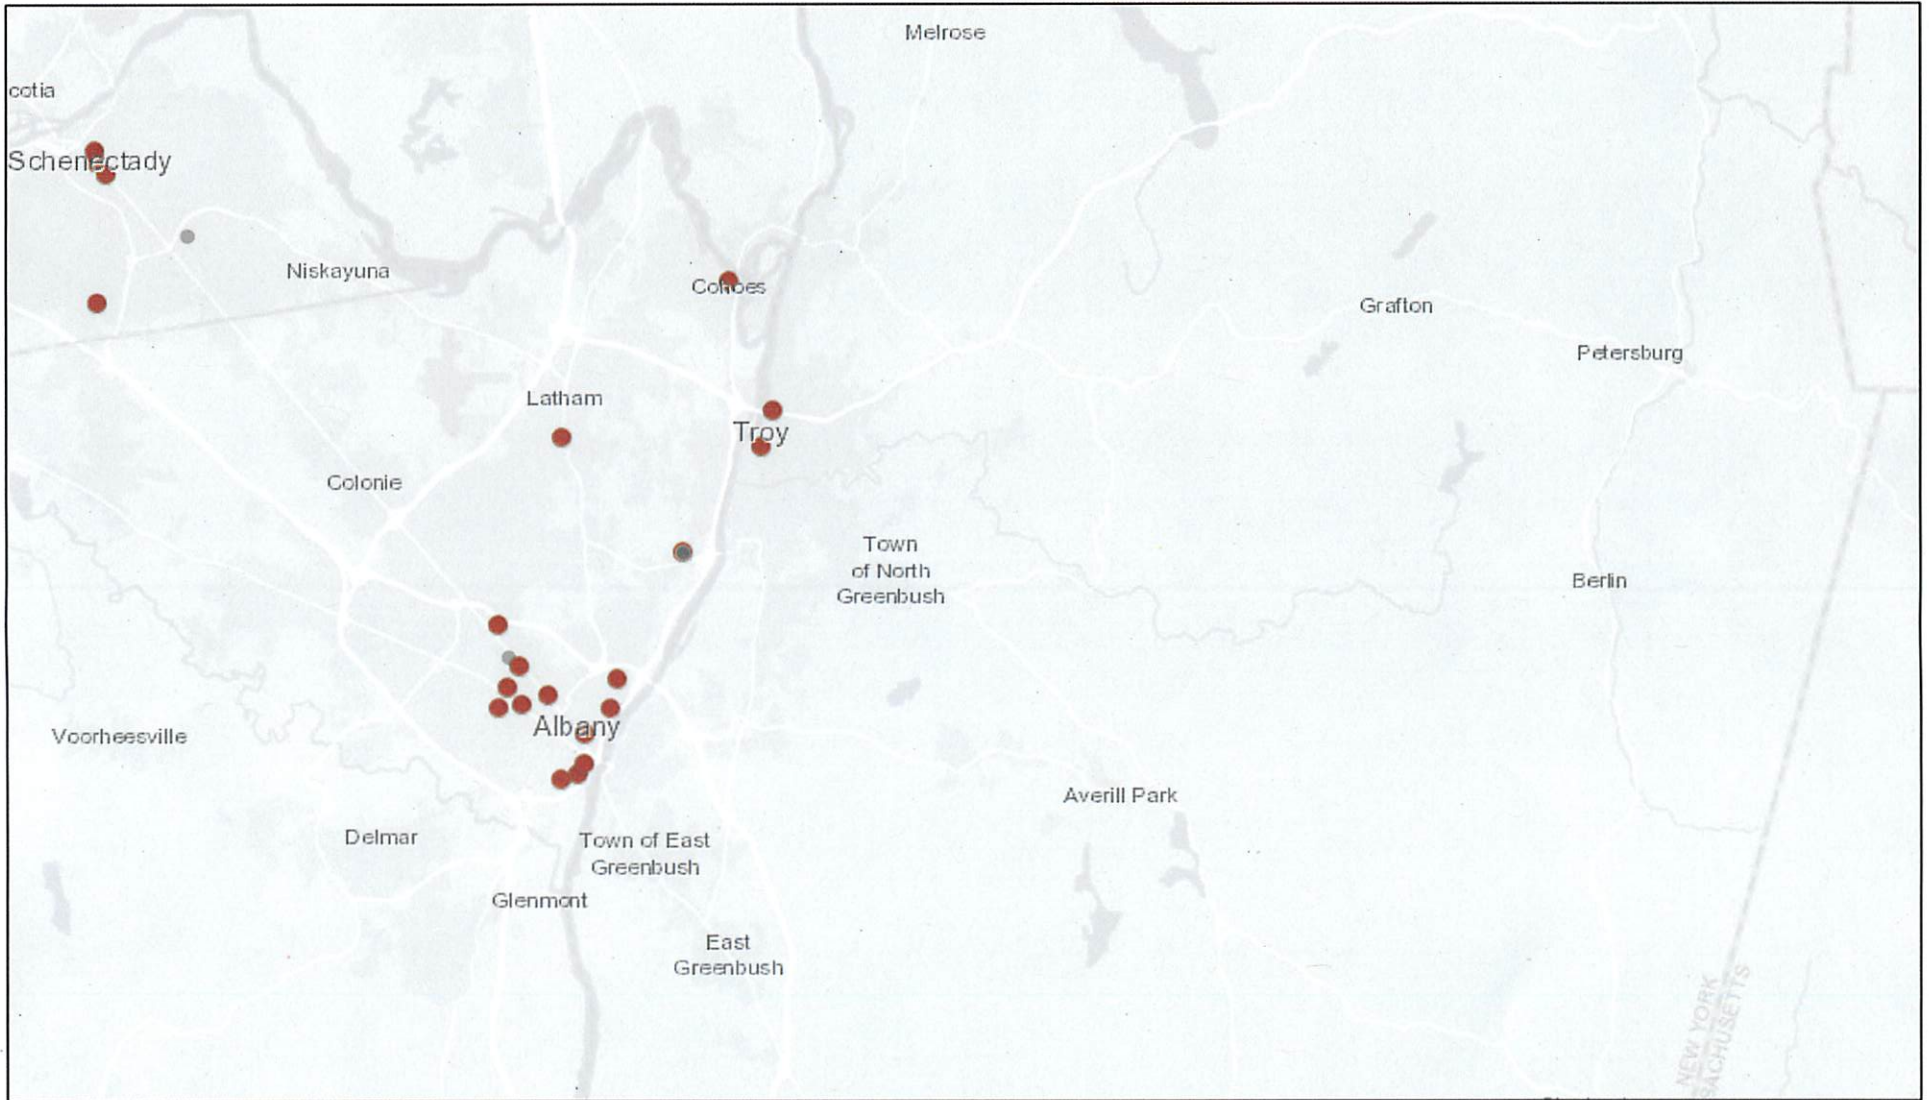 Melrose
cotia
Schenectady
Niskayuna
Cohoes
Grafton
Petersburg
Latham
Troy
Colonie
Town
of North
Greenbush
Berlin
Albany
Voorheesville
Averill Park
Delmar
Town of East
Greenbush
Glenmont
East
Greenbush
NEW YORK
SACHUSETTS